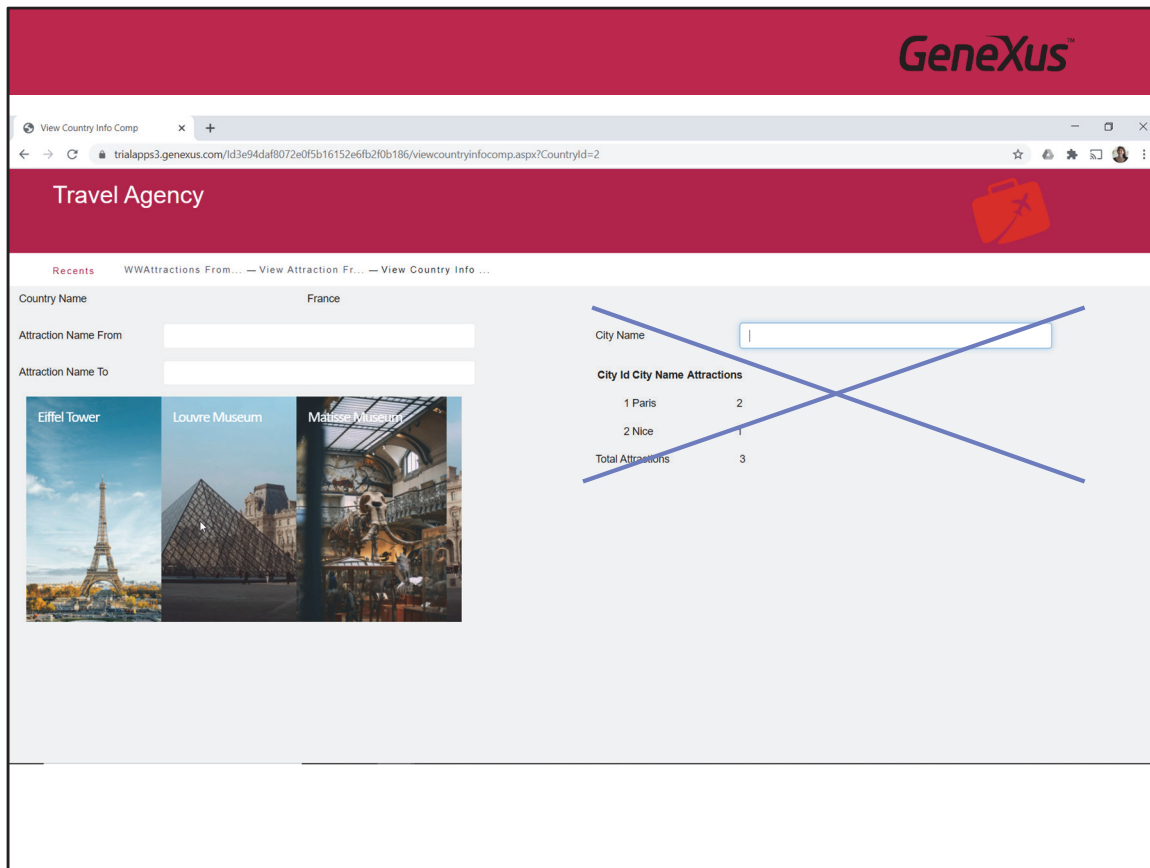 GeneXus™
View Country Info Comp
trialapps3.genexus.com/Id3e94daf8072e0f5b16152e6fb2f0b186/viewcountryinfocomp.aspx?CountryId=2
Travel Agency
Recents WWAttractions From... — View Attraction Fr... — View Country Info ...
Country Name France
Attraction Name From
Attraction Name To
Eiffel Tower Louvre Museum Matisse Museum
City Name
City Id City Name Attractions
1 Paris 2
2 Nice 1
Total Attractions 3